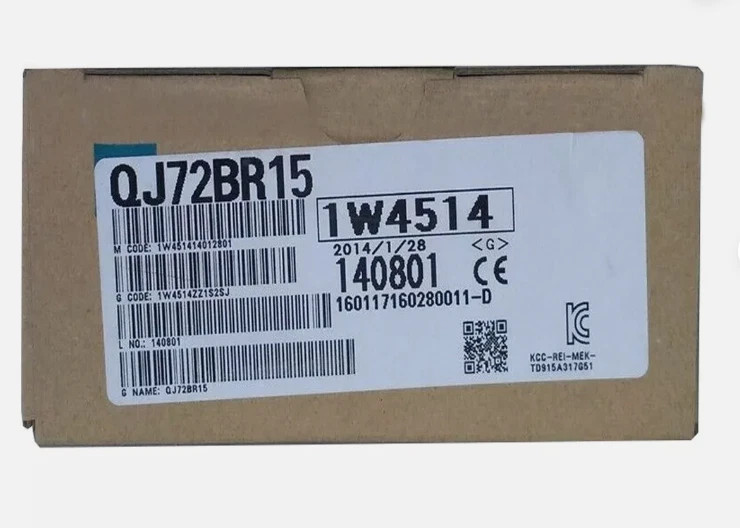 QJ72BR15
M CODE: 1W451414012801
G CODE: 1W4514ZZ1S2SJ
L NO.: 140801
G NAME: QJ72BR15
1W4514
2014/1/28 <G>
140801 CE
160117160280011-D
KCC-REI-MEK-
TD915A317G51